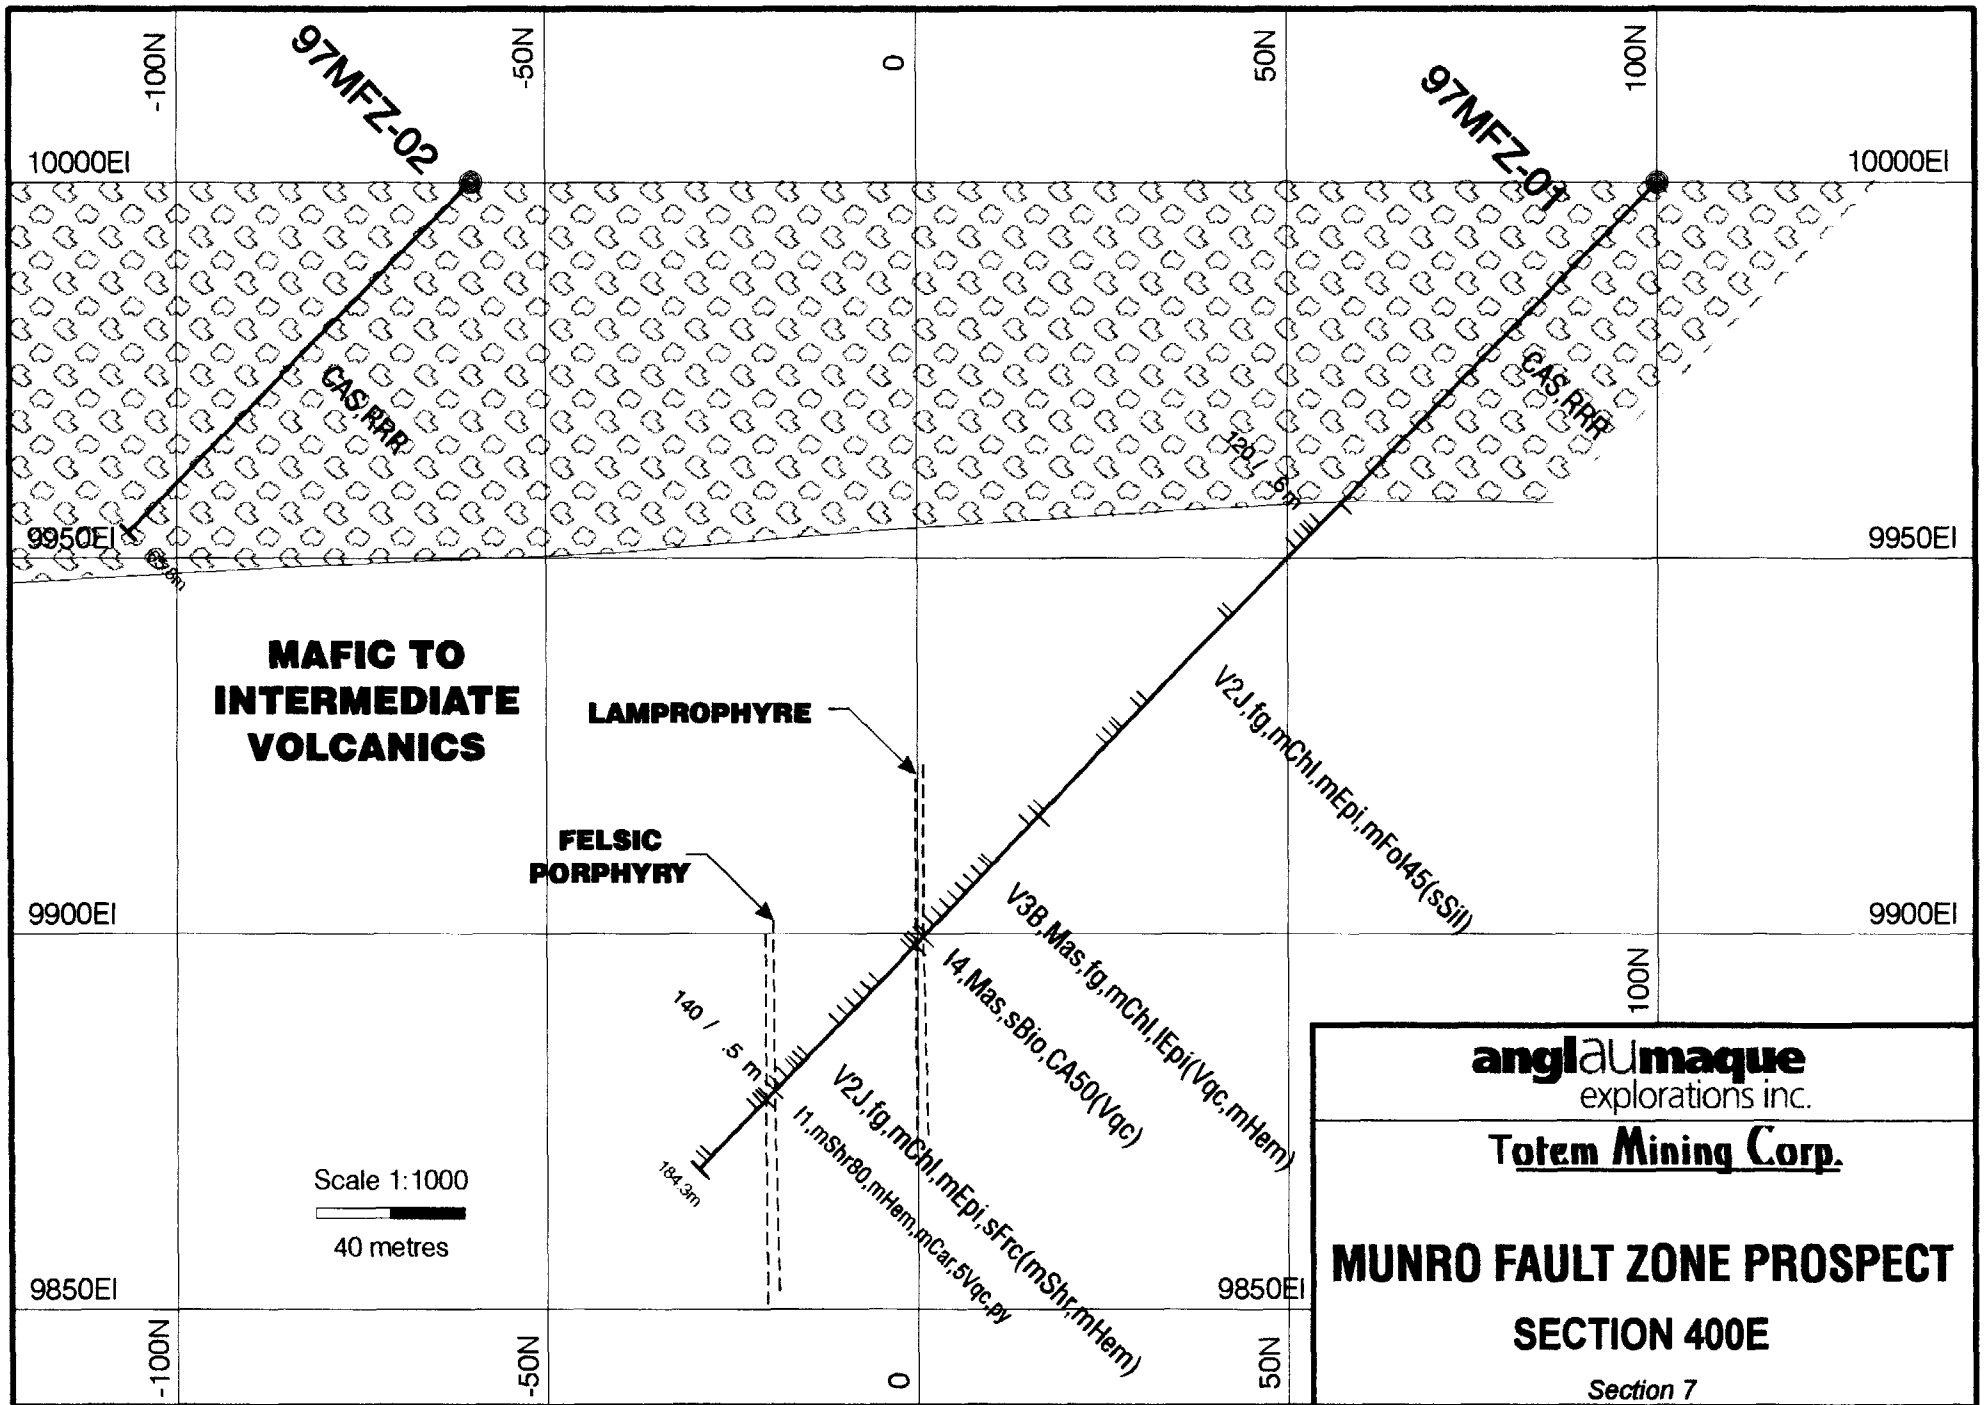 -100N
-50N
0
50N
100N
97MFZ-02
97MFZ-01
10000El
10000El
CAS,RRR
CAS,RRR
120 / .6 m
9950El
9950El
65.8m
MAFIC TO
INTERMEDIATE
VOLCANICS
LAMPROPHYRE
V2J,fg,mChl,mEpi,mFol45(sSil)
FELSIC
PORPHYRY
9900El
9900El
V3B,Mas,fg,mChl,lEpi(Vqc,mHem)
I4,Mas,sBio,CA50(Vqc)
100N
140 / .5 m
V2J,fg,mChl,mEpi,sFrc(mShr,mHem)
I1,mShr80,mHem,mCar,5Vqc,py
184.3m
Scale 1:1000
40 metres
9850El
9850El
-100N
-50N
0
50N
anglaumaque
explorations inc.
Totem Mining Corp.
MUNRO FAULT ZONE PROSPECT
SECTION 400E
Section 7